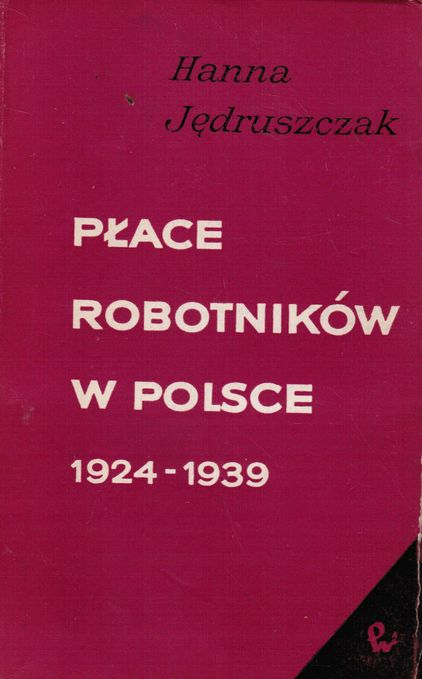 Hanna
Jędruszczak
PŁACE
ROBOTNIKÓW
W POLSCE
1924-1939